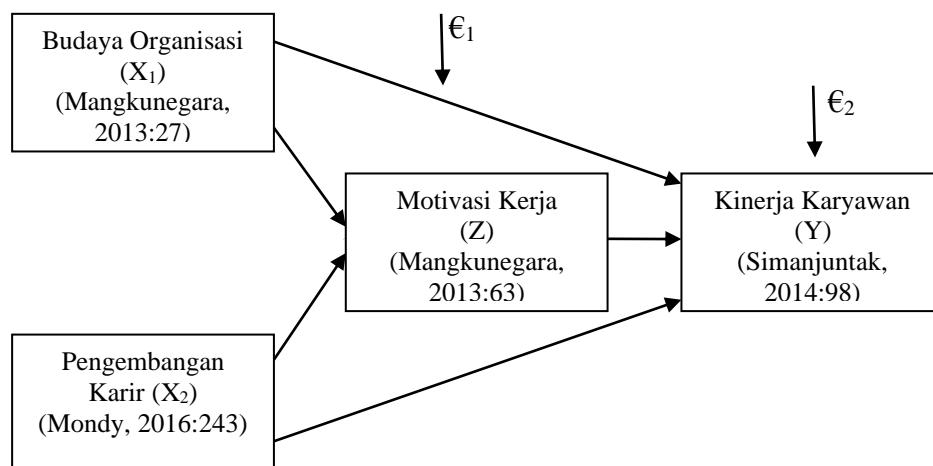 Budaya Organisasi
(X₁)
(Mangkunegara,
2013:27)
€₁
€₂
Motivasi Kerja
(Z)
(Mangkunegara,
2013:63)
Kinerja Karyawan
(Y)
(Simanjuntak,
2014:98)
Pengembangan
Karir (X₂)
(Mondy, 2016:243)